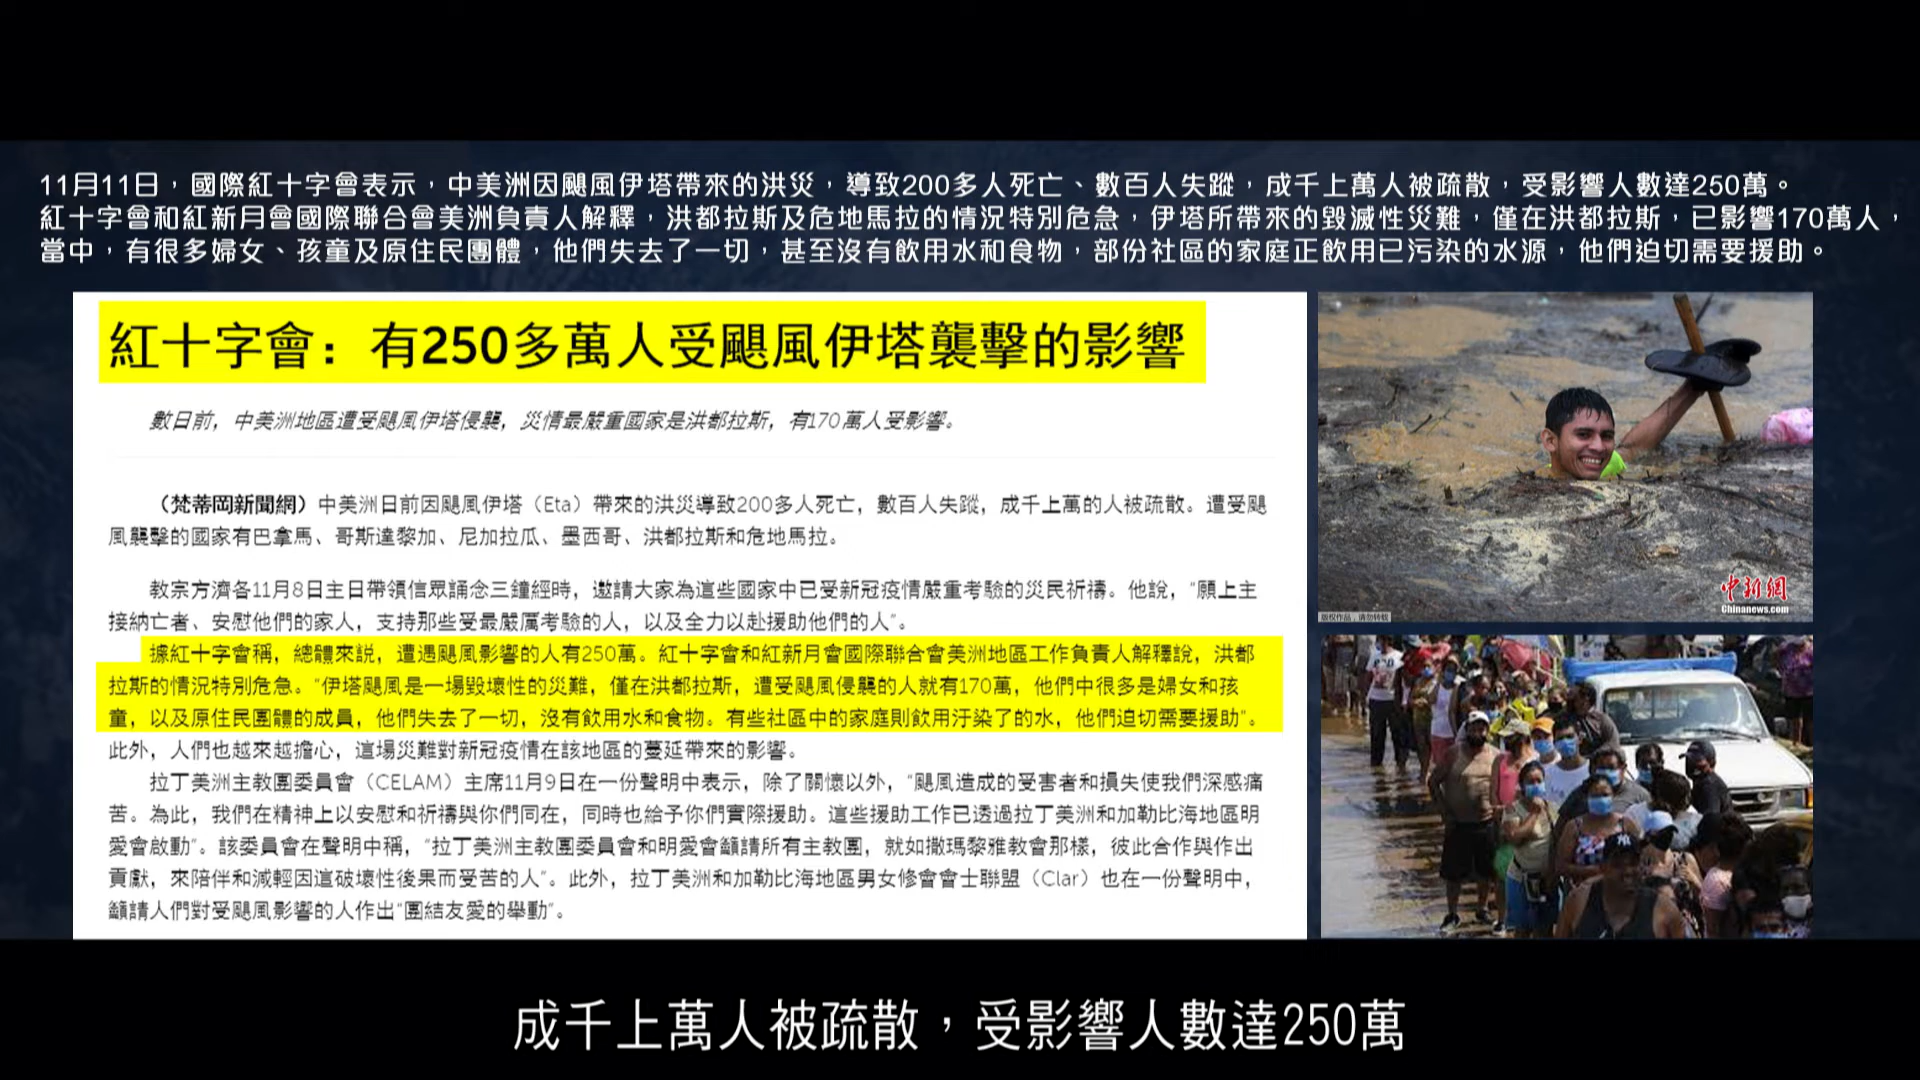 11月11日，國際紅十字會表示，中美洲因颶風伊塔帶來的洪災，導致200多人死亡、數百人失蹤，成千上萬人被疏散，受影響人數達250萬。
紅十字會和紅新月會國際聯合會美洲負責人解釋，洪都拉斯及危地馬拉的情況特別危急，伊塔所帶來的毀滅性災難，僅在洪都拉斯，已影響170萬人，
當中，有很多婦女、孩童及原住民團體，他們失去了一切，甚至沒有飲用水和食物，部份社區的家庭正飲用已污染的水源，他們迫切需要援助。
紅十字會：有250多萬人受颶風伊塔襲擊的影響
數日前，中美洲地區遭受颶風伊塔侵襲，災情最嚴重國家是洪都拉斯，有170萬人受影響。
（梵蒂岡新聞網）中美洲日前因颶風伊塔（Eta）帶來的洪災導致200多人死亡，數百人失蹤，成千上萬的人被疏散。遭受颶
風襲擊的國家有巴拿馬、哥斯達黎加、尼加拉瓜、墨西哥、洪都拉斯和危地馬拉。
教宗方濟各11月8日主日帶領信眾誦念三鐘經時，邀請大家為這些國家中已受新冠疫情嚴重考驗的災民祈禱。他說，“願上主
接納亡者、安慰他們的家人，支持那些受最嚴厲考驗的人，以及全力以赴援助他們的人”。
據紅十字會稱，總體來説，遭遇颶風影響的人有250萬。紅十字會和紅新月會國際聯合會美洲地區工作負責人解釋說，洪都
拉斯的情況特別危急。“伊塔颶風是一場毀壞性的災難，僅在洪都拉斯，遭受颶風侵襲的人就有170萬，他們中很多是婦女和孩
童，以及原住民團體的成員，他們失去了一切，沒有飲用水和食物。有些社區中的家庭則飲用汙染了的水，他們迫切需要援助”。
此外，人們也越來越擔心，這場災難對新冠疫情在該地區的蔓延帶來的影響。
拉丁美洲主教團委員會（CELAM）主席11月9日在一份聲明中表示，除了關懷以外，“颶風造成的受害者和損失使我們深感痛
苦。為此，我們在精神上以安慰和祈禱與你們同在，同時也給予你們實際援助。這些援助工作已透過拉丁美洲和加勒比海地區明
愛會啟動”。該委員會在聲明中稱，“拉丁美洲主教團委員會和明愛會籲請所有主教團，就如撒瑪黎雅教會那樣，彼此合作與作出
貢獻，來陪伴和減輕因這破壞性後果而受苦的人”。此外，拉丁美洲和加勒比海地區男女修會會士聯盟（Clar）也在一份聲明中，
籲請人們對受颶風影響的人作出“團結友愛的舉動”。
中新網
Chinanews.com
版权作品，请勿转载
成千上萬人被疏散，受影響人數達250萬